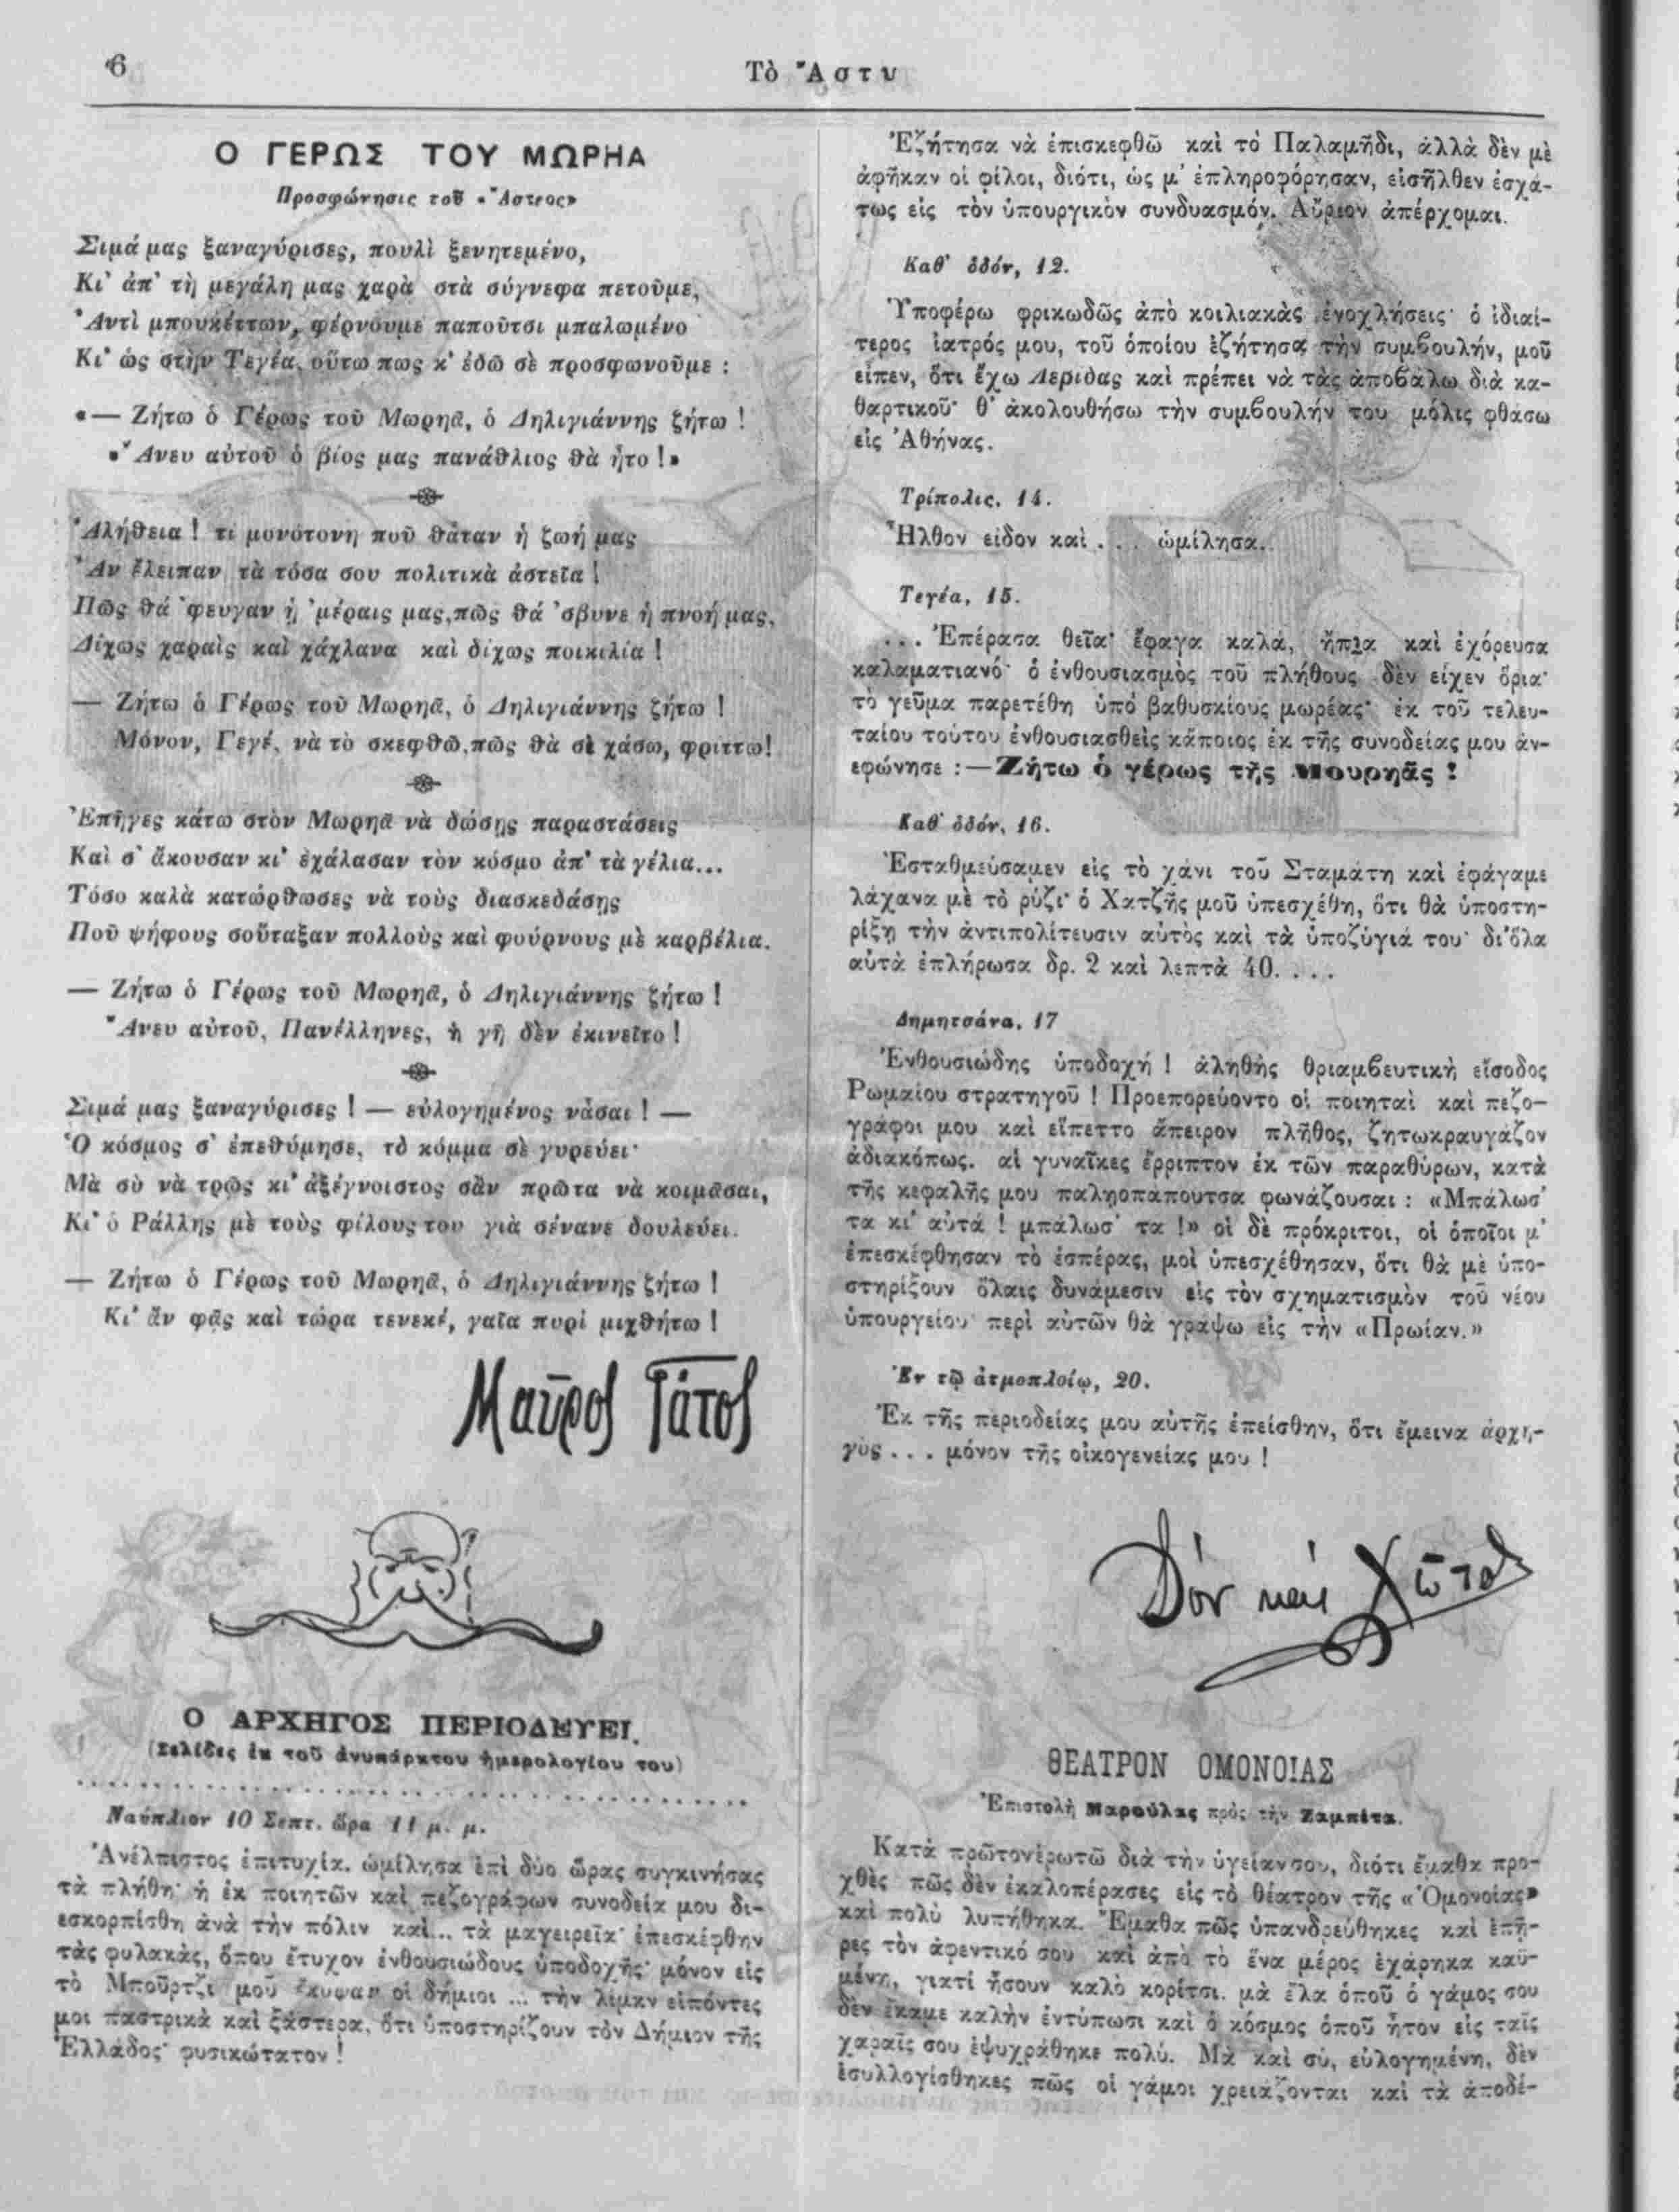 6
Τὸ Ἄστυ
Ο ΓΕΡΩΣ ΤΟΥ ΜΩΡΗΑ
Προσφώνησις τοῦ «Ἄστεος»
Σιμά μας ξαναγύρισες, πουλὶ ξενητεμένο,
Κι' ἀπ' τὴ μεγάλη μας χαρὰ στὰ σύγνεφα πετοῦμε,
Ἀντὶ μπουκέττων, φέρνουμε παποῦτσι μπαλωμένο
Κι' ὡς στὴν Τεγέα, οὕτω πως κ' ἐδῶ σὲ προσφωνοῦμε :
«— Ζήτω ὁ Γέρως τοῦ Μωρηᾶ, ὁ Δηλιγιάννης ζήτω !
«Ἄνευ αὐτοῦ ὁ βίος μας πανάθλιος θὰ ἦτο !»
Ἀλήθεια ! τι μονότονη ποῦ θἆταν ἡ ζωή μας
Ἂν ἔλειπαν τὰ τόσα σου πολιτικὰ ἀστεῖα !
Πῶς θά 'φευγαν ᾑ 'μέραις μας, πῶς θά 'σβυνε ἡ πνοή μας,
Δίχως χαραὶς καὶ χάχλανα καὶ δίχως ποικιλία !
— Ζήτω ὁ Γέρως τοῦ Μωρηᾶ, ὁ Δηλιγιάννης ζήτω !
Μόνον, Γεγέ, νὰ τὸ σκεφθῶ, πῶς θὰ σὲ χάσω, φρίττω!
Ἐπῆγες κάτω στὸν Μωρηᾶ νὰ δώσῃς παραστάσεις
Καὶ σ' ἄκουσαν κι' ἐχάλασαν τὸν κόσμο ἀπ' τὰ γέλια...
Τόσο καλὰ κατώρθωσες νὰ τοὺς διασκεδάσῃς
Ποῦ ψήφους σοὔταξαν πολλοὺς καὶ φούρνους μὲ καρβέλια.
— Ζήτω ὁ Γέρως τοῦ Μωρηᾶ, ὁ Δηλιγιάννης ζήτω !
Ἄνευ αὐτοῦ, Πανέλληνες, ἡ γῆ δὲν ἐκινεῖτο !
Σιμά μας ξαναγύρισες ! — εὐλογημένος νἆσαι ! —
Ὁ κόσμος σ' ἐπεθύμησε, τὸ κόμμα σὲ γυρεύει·
Μὰ σὺ νὰ τρῷς κι' ἀξέγνοιστος σὰν πρῶτα νὰ κοιμᾶσαι,
Κι' ὁ Ράλλης μὲ τοὺς φίλους του γιὰ σένανε δουλεύει.
— Ζήτω ὁ Γέρως τοῦ Μωρηᾶ, ὁ Δηλιγιάννης ζήτω !
Κι' ἂν φᾷς καὶ τώρα τενεκέ, γαῖα πυρὶ μιχθήτω !
Μαῦρος Γάτος
Ο ΑΡΧΗΓΟΣ ΠΕΡΙΟΔΕΥΕΙ.
(Σελίδες ἐκ τοῦ ἀνυπάρκτου ἡμερολογίου του)
Ναύπλιον 10 Σεπτ. ὥρα 11 μ. μ.
Ἀνέλπιστος ἐπιτυχία. ὡμίλησα ἐπὶ δύο ὥρας συγκινήσας
τὰ πλήθη· ἡ ἐκ ποιητῶν καὶ πεζογράφων συνοδεία μου δι-
εσκορπίσθη ἀνὰ τὴν πόλιν καὶ... τὰ μαγειρεῖα· ἐπεσκέφθην
τὰς φυλακάς, ὅπου ἔτυχον ἐνθουσιώδους ὑποδοχῆς· μόνον εἰς
τὸ Μποῦρτζι μοῦ ἔκυψαν οἱ δήμιοι ... τὴν λίμαν εἰπόντες
μοι παστρικὰ καὶ ξάστερα, ὅτι ὑποστηρίζουν τὸν Δήμιον τῆς
Ἑλλάδος· φυσικώτατον !
Ἐζήτησα νὰ ἐπισκεφθῶ καὶ τὸ Παλαμῆδι, ἀλλὰ δὲν μὲ
ἀφῆκαν οἱ φίλοι, διότι, ὡς μ' ἐπληροφόρησαν, εἰσῆλθεν ἐσχά-
τως εἰς τὸν ὑπουργικὸν συνδυασμόν. Αὔριον ἀπέρχομαι.
Καθ' ὁδόν, 12.
Ὑποφέρω φρικωδῶς ἀπὸ κοιλιακὰς ἐνοχλήσεις· ὁ ἰδιαί-
τερος ἰατρός μου, τοῦ ὁποίου ἐζήτησα τὴν συμβουλήν, μοῦ
εἶπεν, ὅτι ἔχω Λεβίδας καὶ πρέπει νὰ τὰς ἀποβάλω διὰ κα-
θαρτικοῦ· θ' ἀκολουθήσω τὴν συμβουλήν του μόλις φθάσω
εἰς Ἀθήνας.
Τρίπολις, 14.
Ἦλθον εἶδον καὶ . . . ὡμίλησα.
Τεγέα, 15.
. . . Ἐπέρασα θεῖα· ἔφαγα καλά, ἤπια καὶ ἐχόρευσα
καλαματιανό· ὁ ἐνθουσιασμὸς τοῦ πλήθους δὲν εἶχεν ὅρια·
τὸ γεῦμα παρετέθη ὑπὸ βαθυσκίους μωρέας· ἐκ τοῦ τελευ-
ταίου τούτου ἐνθουσιασθεὶς κάποιος ἐκ τῆς συνοδείας μου ἀν-
εφώνησε : — Ζήτω ὁ γέρως τῆς Μουρηᾶς !
Καθ' ὁδόν, 16.
Ἐσταθμεύσαμεν εἰς τὸ χάνι τοῦ Σταμάτη καὶ ἐφάγαμε
λάχανα μὲ τὸ ρύζι· ὁ Χατζῆς μοῦ ὑπεσχέθη, ὅτι θὰ ὑποστη-
ρίξῃ τὴν ἀντιπολίτευσιν αὐτὸς καὶ τὰ ὑποζύγιά του· δι' ὅλα
αὐτὰ ἐπλήρωσα δρ. 2 καὶ λεπτὰ 40. . . .
Δημητσάνα, 17
Ἐνθουσιώδης ὑποδοχή ! ἀληθὴς θριαμβευτικὴ εἴσοδος
Ρωμαίου στρατηγοῦ ! Προεπορεύοντο οἱ ποιηταὶ καὶ πεζο-
γράφοι μου καὶ εἵπεττο ἄπειρον πλῆθος, ζητωκραυγάζον
ἀδιακόπως. αἱ γυναῖκες ἔρριπτον ἐκ τῶν παραθύρων, κατὰ
τῆς κεφαλῆς μου παληοπάπουτσα φωνάζουσαι : «Μπάλωσ'
τα κι' αὐτά ! μπάλωσ' τα !» οἱ δὲ πρόκριτοι, οἱ ὁποῖοι μ'
ἐπεσκέφθησαν τὸ ἑσπέρας, μοὶ ὑπεσχέθησαν, ὅτι θὰ μὲ ὑπο-
στηρίξουν ὅλαις δυνάμεσιν εἰς τὸν σχηματισμὸν τοῦ νέου
ὑπουργείου· περὶ αὐτῶν θὰ γράψω εἰς τὴν «Πρωίαν.»
Ἐν τῷ ἀτμοπλοίῳ, 20.
Ἐκ τῆς περιοδείας μου αὐτῆς ἐπείσθην, ὅτι ἔμεινα ἀρχη-
γὸς . . . μόνον τῆς οἰκογενείας μου !
Δὸν καὶ Χῶτος
ΘΕΑΤΡΟΝ ΟΜΟΝΟΙΑΣ
Ἐπιστολὴ Μαρούλας πρὸς τὴν Ζαμπέτα.
Κατὰ πρῶτον ἐρωτῶ διὰ τὴν ὑγείαν σου, διότι ἔμαθα προ-
χθὲς πῶς δὲν ἐκαλοπέρασες εἰς τὸ θέατρον τῆς «Ὁμονοίας»
καὶ πολὺ λυπήθηκα. Ἔμαθα πῶς ὑπανδρεύθηκες καὶ ἐπῆ-
ρες τὸν ἀφεντικό σου καὶ ἀπὸ τὸ ἕνα μέρος ἐχάρηκα καϋ-
μένη, γιατὶ ἤσουν καλὸ κορίτσι. μὰ ἔλα ὁποῦ ὁ γάμος σου
δὲν ἔκαμε καλὴν ἐντύπωσι καὶ ὁ κόσμος ὁποῦ ἦτον εἰς ταῖς
χαραῖς σου ἐψυχράθηκε πολύ. Μὰ καὶ σύ, εὐλογημένη, δὲν
ἐσυλλογίσθηκες πῶς οἱ γάμοι χρειάζονται καὶ τὰ ἀποδέ-